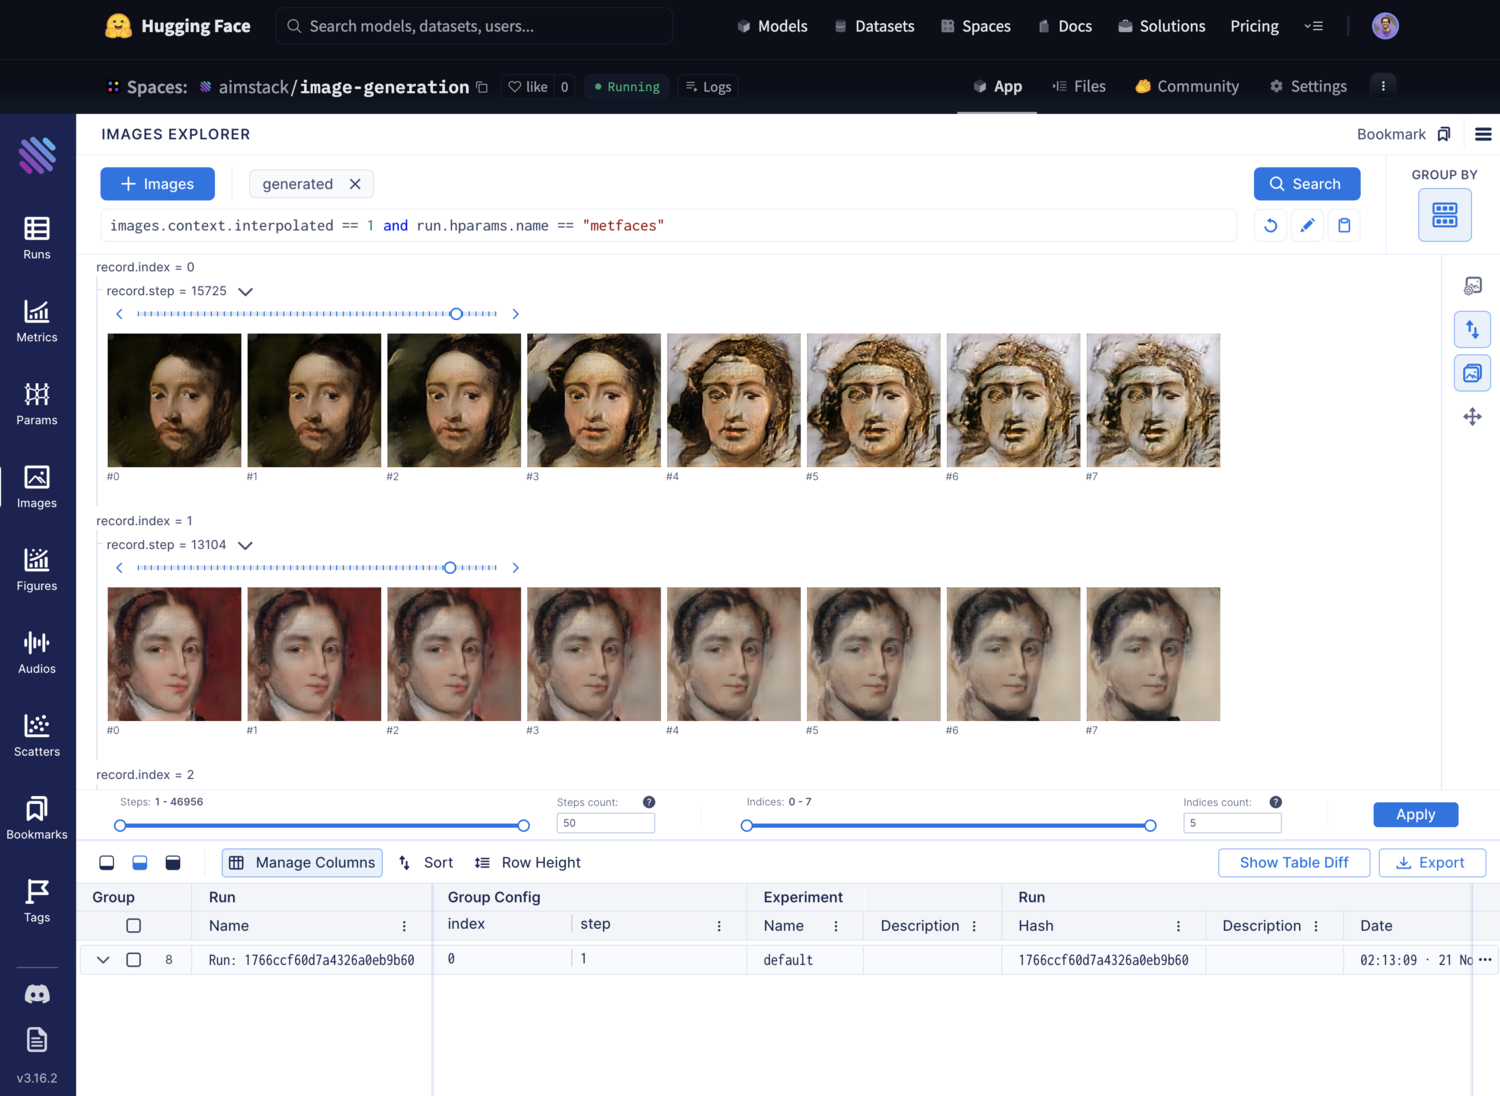 Hugging Face
Search models, datasets, users...
Models
Datasets
Spaces
Docs
Solutions
Pricing
Spaces: aimstack/image-generation
like 0
Running
Logs
App
Files
Community
Settings
IMAGES EXPLORER
Bookmark
Images
generated
Search
GROUP BY
images.context.interpolated == 1 and run.hparams.name == "metfaces"
Runs
Metrics
Params
Images
Figures
Audios
Scatters
Bookmarks
Tags
v3.16.2
record.index = 0
record.step = 15725
#0 #1 #2 #3 #4 #5 #6 #7
record.index = 1
record.step = 13104
#0 #1 #2 #3 #4 #5 #6 #7
record.index = 2
Steps: 1 - 46956
Steps count: ?
50
Indices: 0 - 7
Indices count: ?
5
Apply
Manage Columns
Sort
Row Height
Show Table Diff
Export
Group Run Group Config Experiment Run
Name index step Name Description Hash Description Date
8 Run: 1766ccf60d7a4326a0eb9b60 0 1 default 1766ccf60d7a4326a0eb9b60 02:13:09 · 21 No